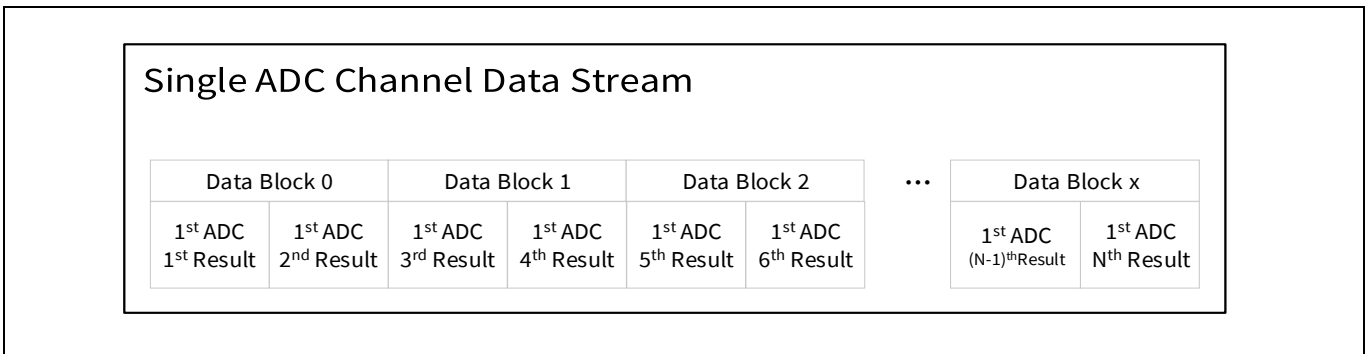 Single ADC Channel Data Stream
Data Block 0 Data Block 1 Data Block 2 ... Data Block x
1st ADC 1st ADC 1st ADC 1st ADC 1st ADC 1st ADC 1st ADC 1st ADC
1st Result 2nd Result 3rd Result 4th Result 5th Result 6th Result (N-1)thResult Nth Result